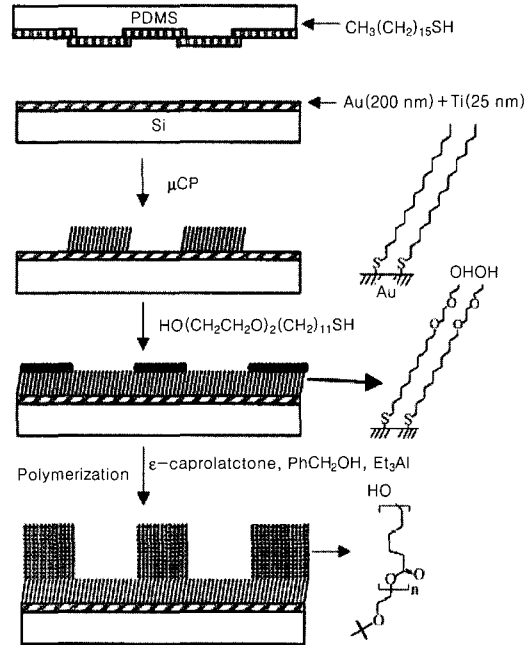 PDMS
CH3(CH2)15SH
Au(200 nm)+Ti(25 nm)
Si
μCP
S S
Au
OHOH
HO(CH2CH2O)2(CH2)11SH
O O
O O
S S
Polymerization
ε-caprolatctone, PhCH2OH, Et3Al
HO
O O
n
O